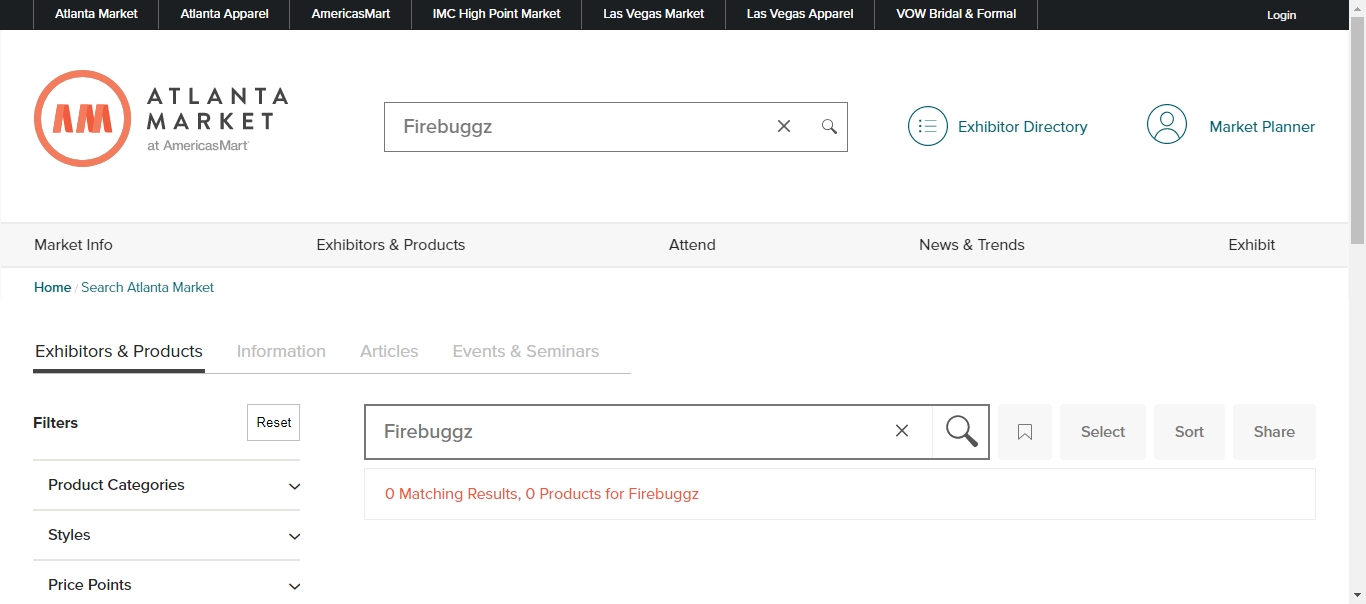 Atlanta Market Atlanta Apparel AmericasMart IMC High Point Market Las Vegas Market Las Vegas Apparel VOW Bridal & Formal Login
AM
ATLANTA
MARKET
at AmericasMart
Firebuggz
Exhibitor Directory
Market Planner
Market Info Exhibitors & Products Attend News & Trends Exhibit
Home / Search Atlanta Market
Exhibitors & Products Information Articles Events & Seminars
Filters
Reset
Product Categories
Styles
Price Points
Firebuggz
Select Sort Share
0 Matching Results, 0 Products for Firebuggz